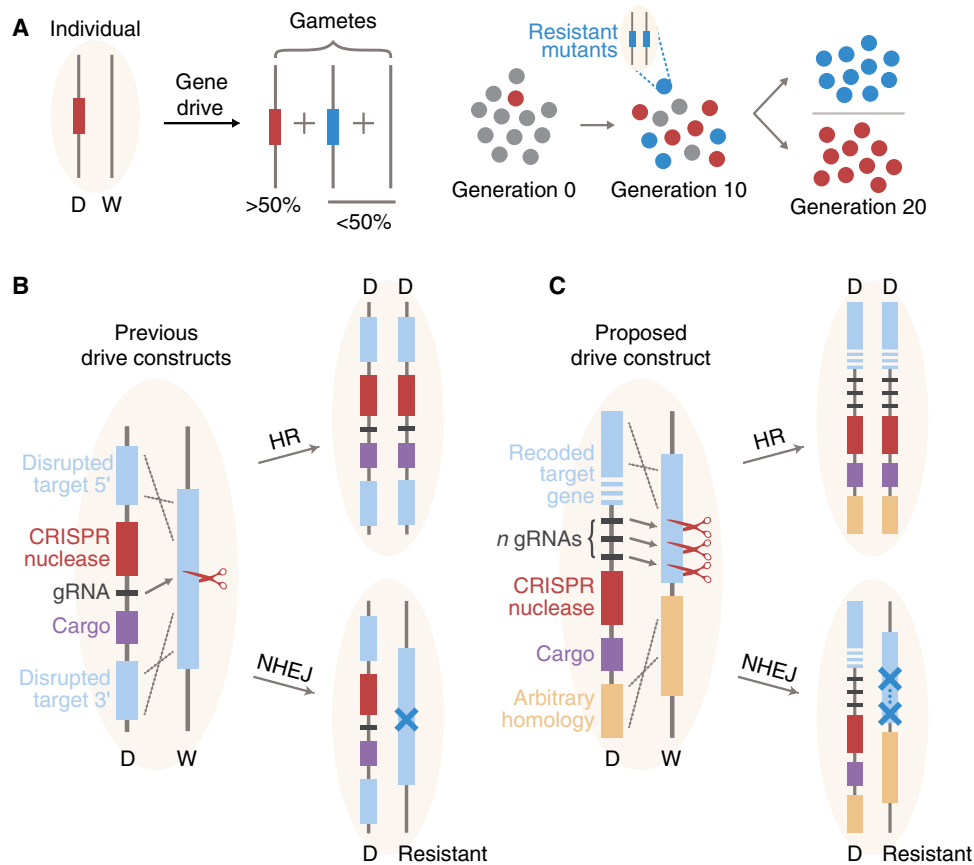 A
Individual
D W
Gene
drive
Gametes
>50%
<50%
Resistant
mutants
Generation 0
Generation 10
Generation 20
B
Previous
drive constructs
Disrupted
target 5'
CRISPR
nuclease
gRNA
Cargo
Disrupted
target 3'
D W
HR
D D
NHEJ
D Resistant
C
Proposed
drive construct
Recoded
target
gene
n gRNAs
CRISPR
nuclease
Cargo
Arbitrary
homology
D W
HR
D D
NHEJ
D Resistant